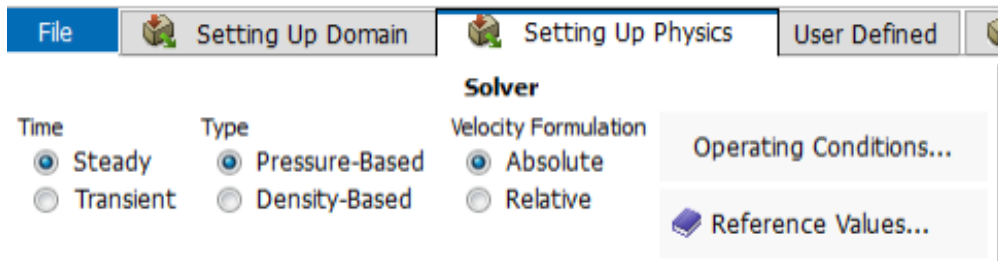 File Setting Up Domain Setting Up Physics User Defined
Solver
Time Type Velocity Formulation
Steady Pressure-Based Absolute Operating Conditions...
Transient Density-Based Relative Reference Values...